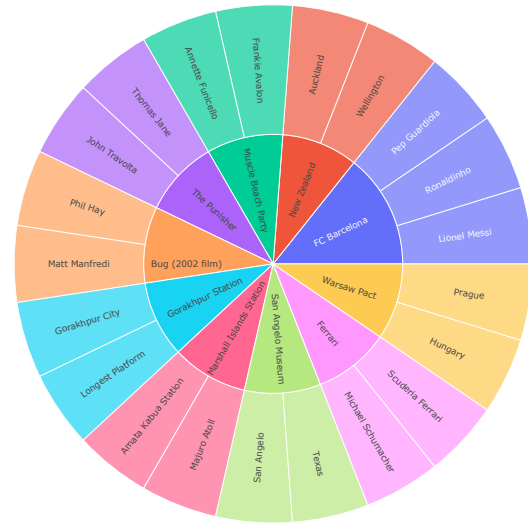 FC Barcelona
Pep Guardiola
Ronaldinho
Lionel Messi
New Zealand
Auckland
Wellington
Muscle Beach Party
Annette Funicello
Frankie Avalon
The Punisher
Thomas Jane
John Travolta
Bug (2002 film)
Phil Hay
Matt Manfredi
Gorakhpur Station
Gorakhpur City
Longest Platform
Marshall Islands Station
Amata Kabua Station
Majuro Atoll
San Angelo Museum
San Angelo
Texas
Ferrari
Michael Schumacher
Scuderia Ferrari
Warsaw Pact
Hungary
Prague